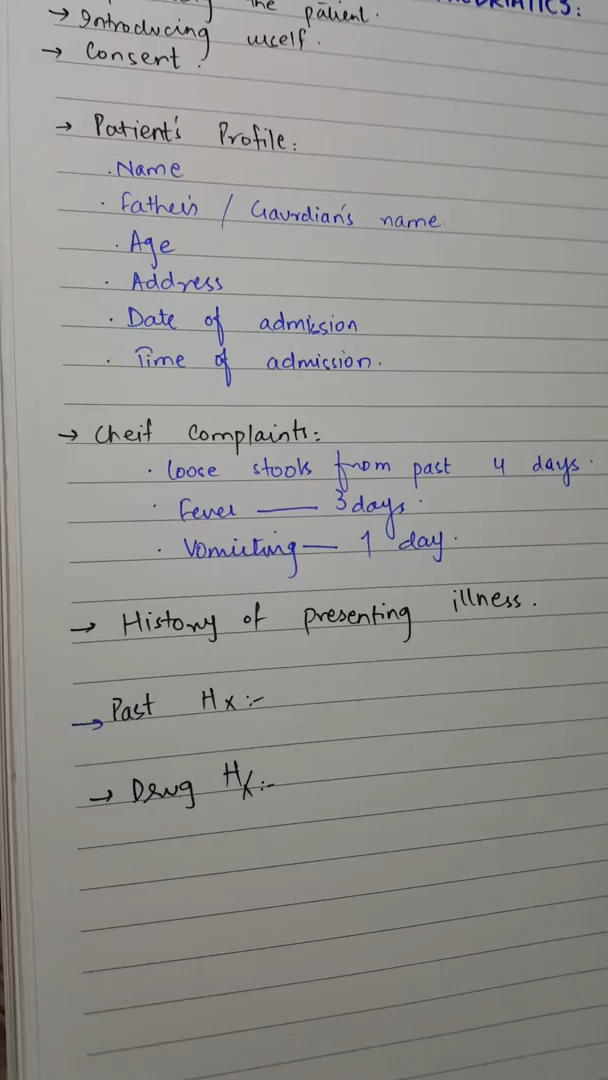 the patient.
→ Introducing urself.
→ Consent.
→ Patient's Profile:
. Name
. Father's / Gaurdian's name.
. Age
. Address
. Date of admission
. Time of admission.
→ Cheif Complaints:
. Loose stools from past 4 days.
. Fever — 3 days.
. Vomitting — 1 day.
→ History of presenting illness.
→ Past Hx:-
→ Drug Hx:-